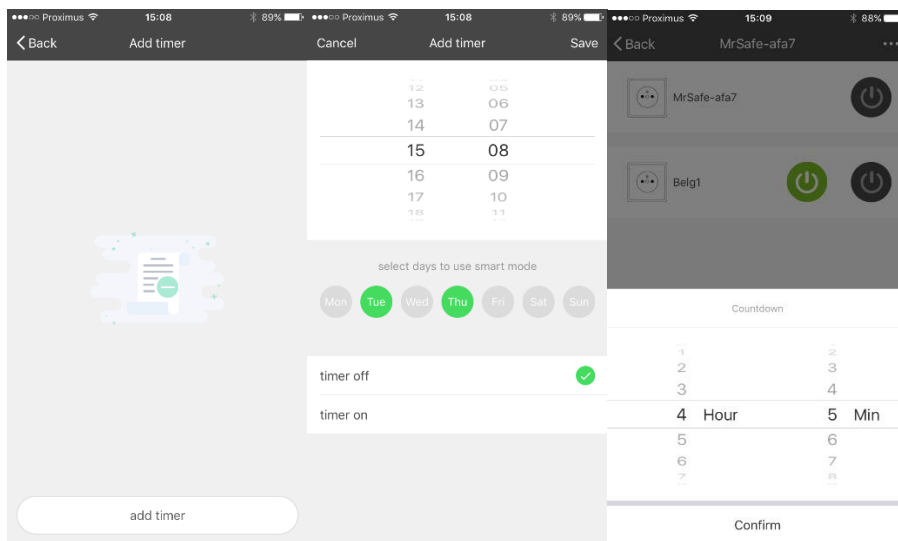 ●●●○○ Proximus 15:08 89%
Back Add timer
add timer
●●●○○ Proximus 15:08 89%
Cancel Add timer Save
12 05
13 06
14 07
15 08
16 09
17 10
18 11
select days to use smart mode
Mon Tue Wed Thu Fri Sat Sun
timer off
timer on
●●●○○ Proximus 15:09 88%
Back MrSafe-afa7 •••
MrSafe-afa7
Belg1
Countdown
1 2
2 3
3 4
4 Hour 5 Min
5 6
6 7
7 8
Confirm